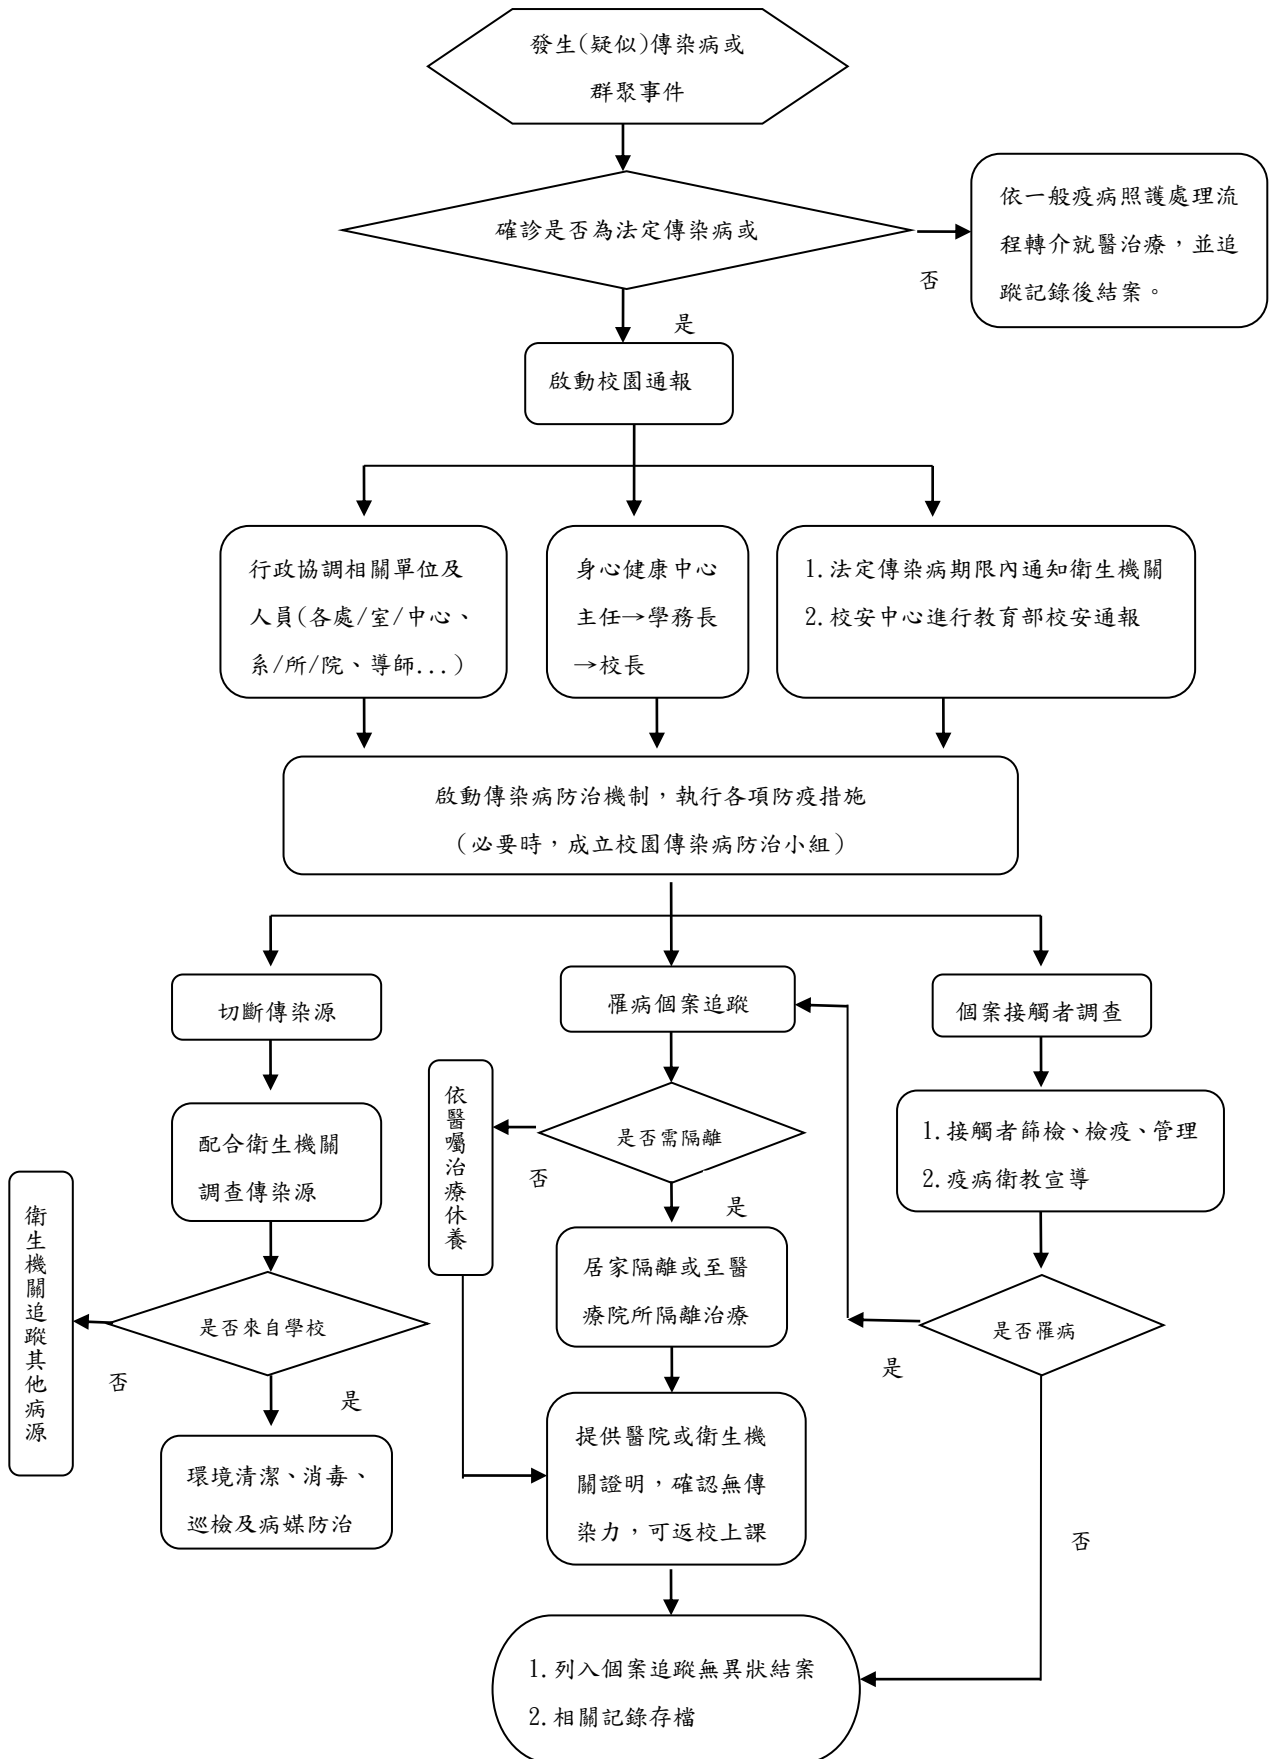 發生(疑似)傳染病或
群聚事件
確診是否為法定傳染病或
否
依一般疫病照護處理流
程轉介就醫治療，並追
蹤記錄後結案。
是
啟動校園通報
行政協調相關單位及
人員(各處/室/中心、
系/所/院、導師...)
身心健康中心
主任→學務長
→校長
1.法定傳染病期限內通知衛生機關
2.校安中心進行教育部校安通報
啟動傳染病防治機制，執行各項防疫措施
(必要時，成立校園傳染病防治小組)
切斷傳染源
罹病個案追蹤
個案接觸者調查
配合衛生機關
調查傳染源
依醫囑治療休養
是否需隔離
否
是
1.接觸者篩檢、檢疫、管理
2.疫病衛教宣導
衛生機關追蹤其他病源
是否來自學校
否
是
居家隔離或至醫
療院所隔離治療
是否罹病
是
環境清潔、消毒、
巡檢及病媒防治
提供醫院或衛生機
關證明，確認無傳
染力，可返校上課
否
1.列入個案追蹤無異狀結案
2.相關記錄存檔